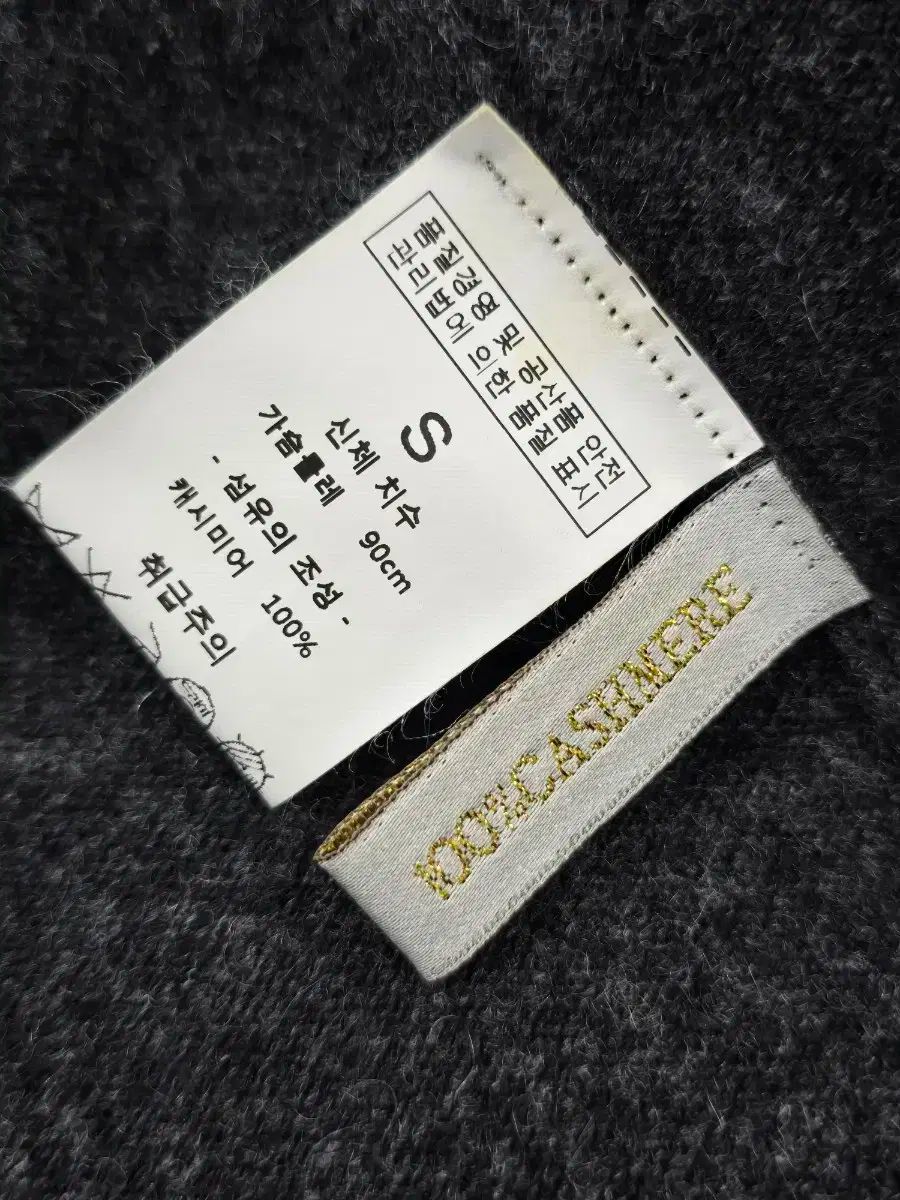 품질경영 및 공산품 안전
관리법에 의한 품질 표시
S
신체 치수
가슴둘레 90cm
- 섬유의 조성 -
캐시미어 100%
취급주의
100%CASHMERE